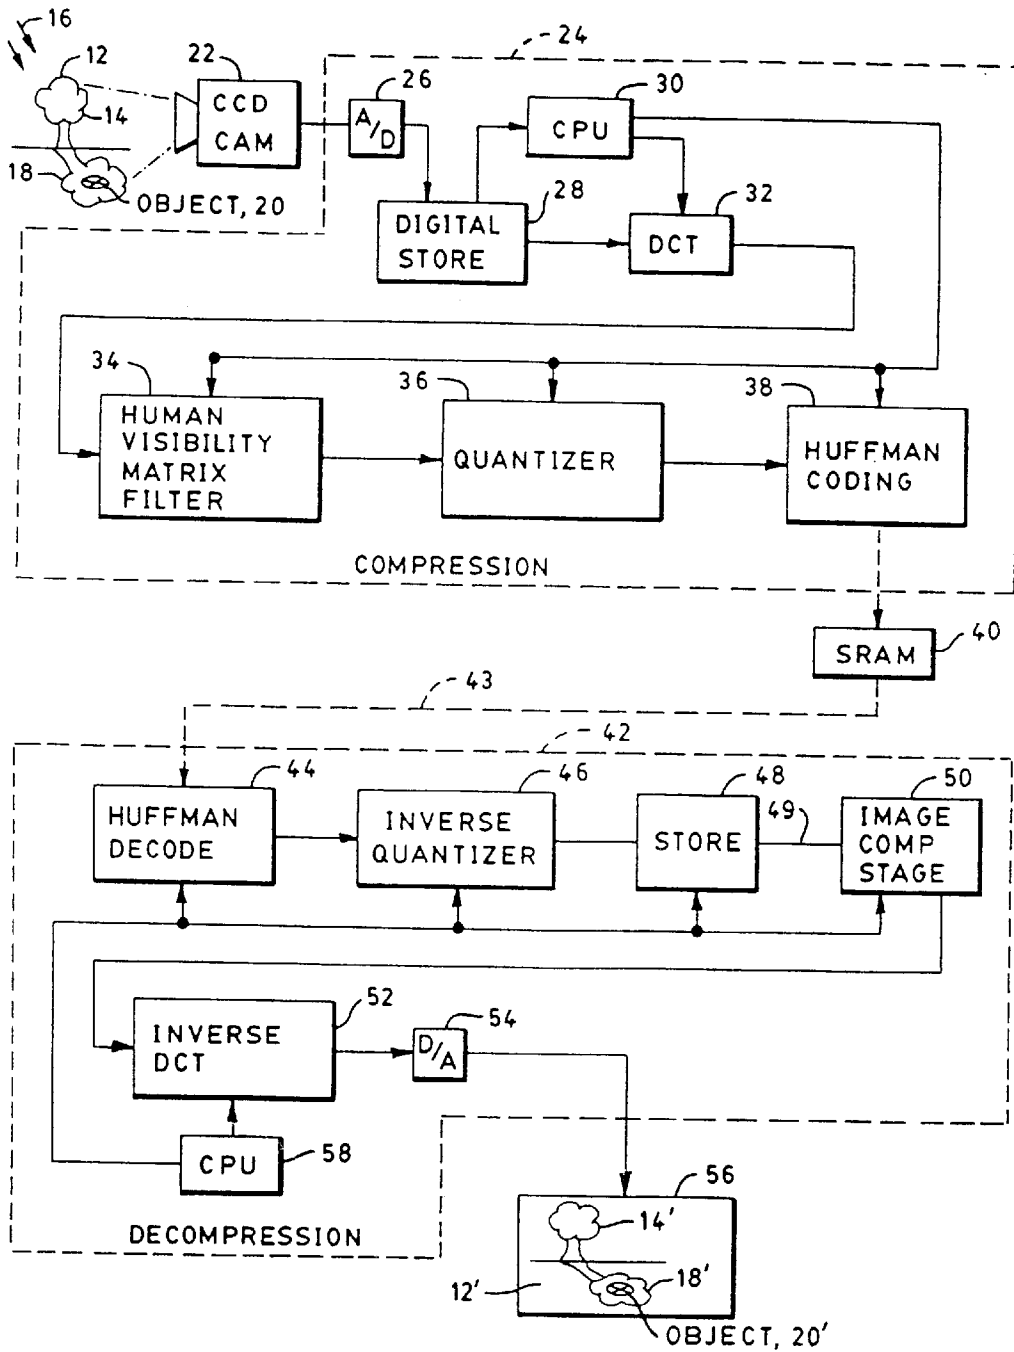 16
24
12
22
26
30
CCD
CAM
A/D
CPU
14
18
OBJECT, 20
28
32
DIGITAL
STORE
DCT
34
36
38
HUMAN
VISIBILITY
MATRIX
FILTER
QUANTIZER
HUFFMAN
CODING
COMPRESSION
40
SRAM
43
42
44
46
48
50
49
HUFFMAN
DECODE
INVERSE
QUANTIZER
STORE
IMAGE
COMP
STAGE
52
54
INVERSE
DCT
D/A
CPU
58
56
DECOMPRESSION
14'
12'
18'
OBJECT, 20'